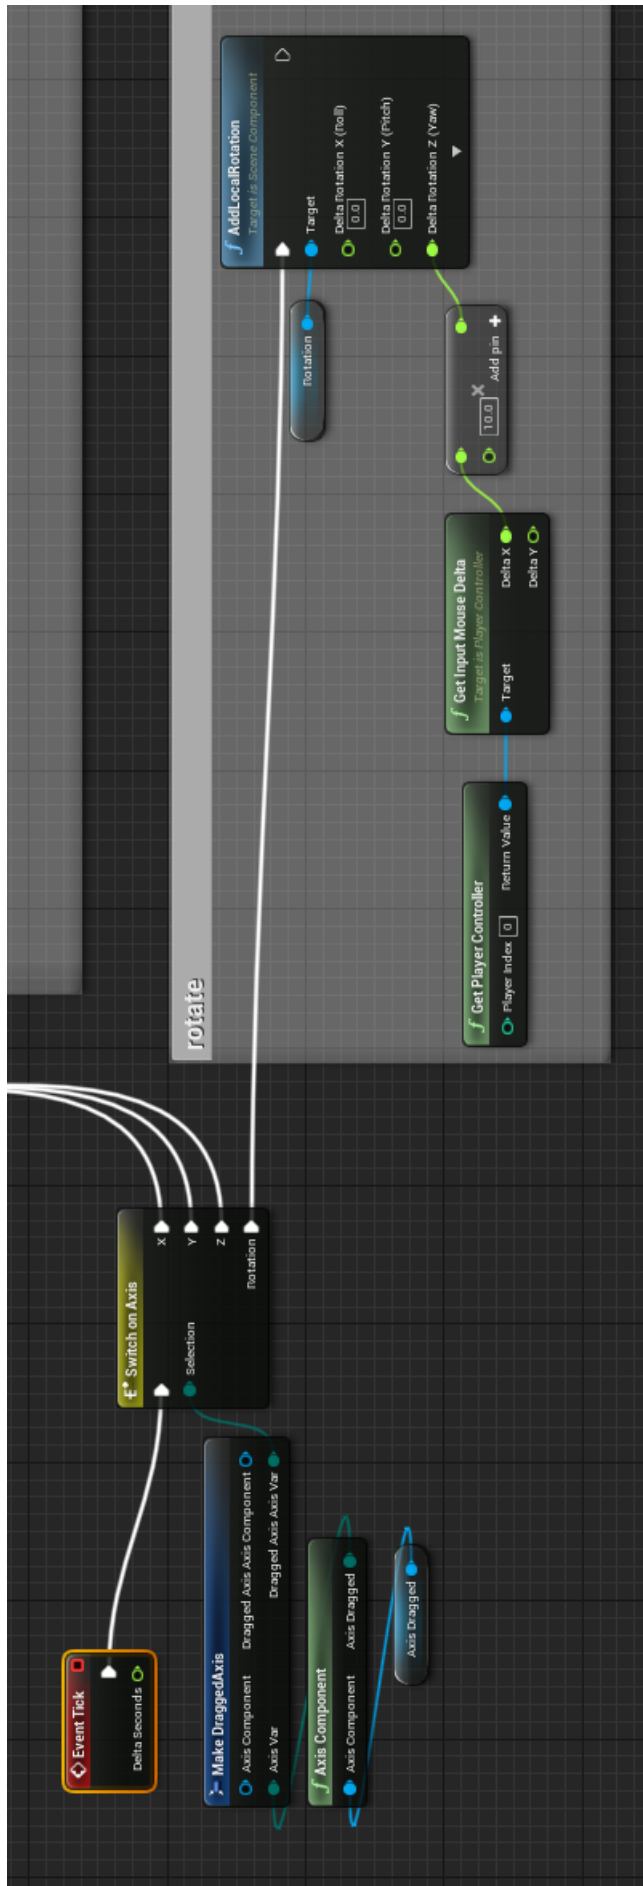 Event Tick
Delta Seconds
Make DraggedAxis
Axis Component
Dragged Axis Axis Component
Axis Var
Dragged Axis Axis Var
f Axis Component
Axis Component
Axis Dragged
Axis Dragged
Switch on Axis
X
Selection
Y
Z
Rotation
rotate
f Get Player Controller
Player Index 0
Return Value
f Get Input Mouse Delta
Target is Player Controller
Target
Delta X
Delta Y
10.0
Add pin +
Rotation
f AddLocalRotation
Target is Scene Component
Target
Delta Rotation X (Roll)
0.0
Delta Rotation Y (Pitch)
0.0
Delta Rotation Z (Yaw)